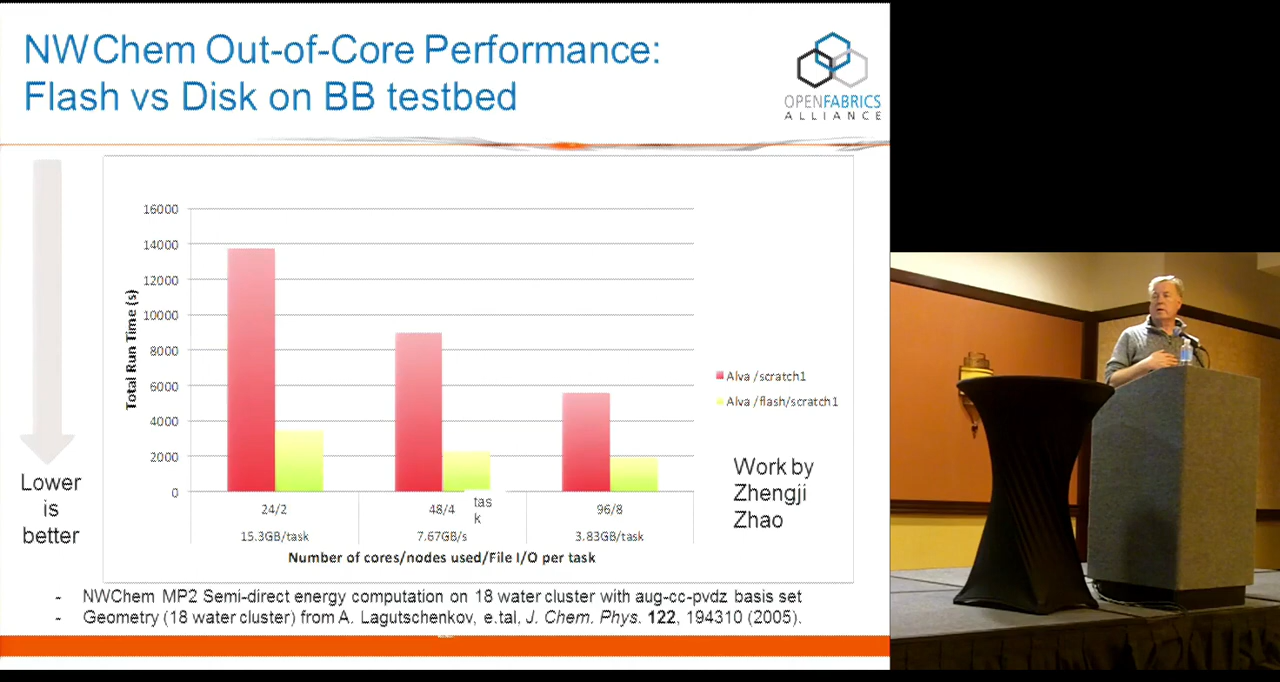 NWChem Out-of-Core Performance:
Flash vs Disk on BB testbed
OPENFABRICS
ALLIANCE
16000
14000
12000
10000
8000
6000
4000
2000
0
Total Run Time (s)
24/2
48/4
96/8
tas
k
15.3GB/task
7.67GB/s
3.83GB/task
Number of cores/nodes used/File I/O per task
Alva /scratch1
Alva /flash/scratch1
Lower
is
better
Work by
Zhengji
Zhao
- NWChem MP2 Semi-direct energy computation on 18 water cluster with aug-cc-pvdz basis set
- Geometry (18 water cluster) from A. Lagutschenkov, e.tal, J. Chem. Phys. 122, 194310 (2005).